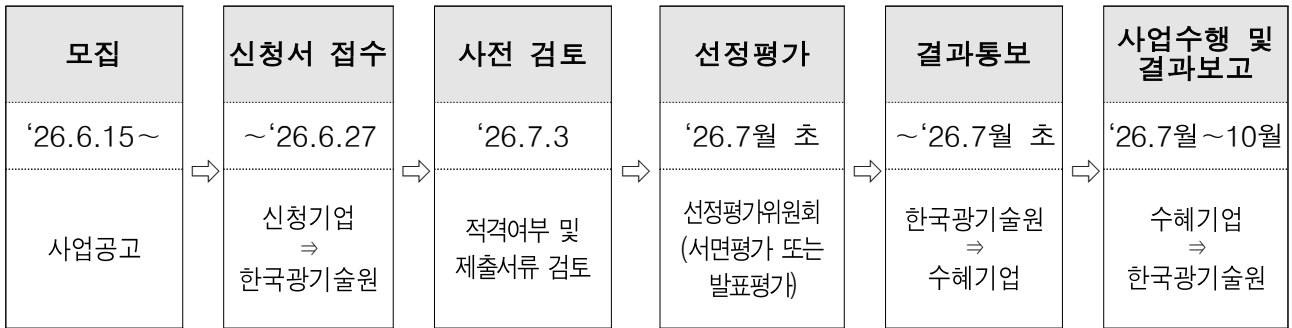 모집
'26.6.15~
사업공고
⇨
신청서 접수
~'26.6.27
신청기업
⇒
한국광기술원
⇨
사전 검토
'26.7.3
적격여부 및
제출서류 검토
⇨
선정평가
'26.7월 초
선정평가위원회
(서면평가 또는
발표평가)
⇨
결과통보
~'26.7월 초
한국광기술원
⇒
수혜기업
⇨
사업수행 및
결과보고
'26.7월~10월
수혜기업
⇒
한국광기술원